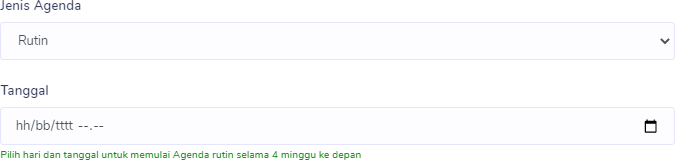 Jenis Agenda
Rutin
Tanggal
hh/bb/tttt --.--
Pilih hari dan tanggal untuk memulai Agenda rutin selama 4 minggu ke depan